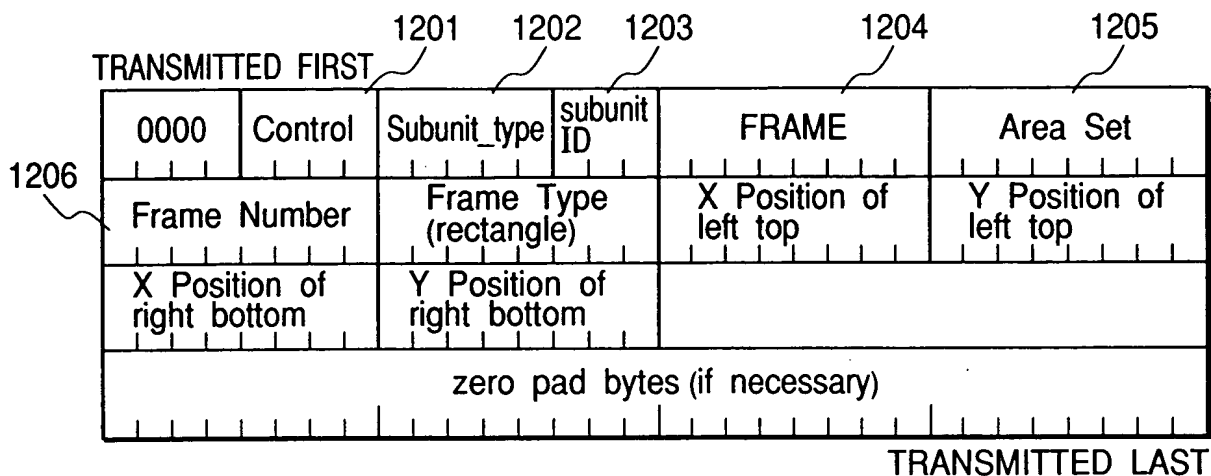 1201 1202 1203 1204 1205
TRANSMITTED FIRST
0000 Control Subunit_type subunit ID FRAME Area Set
1206
Frame Number Frame Type (rectangle) X Position of left top Y Position of left top
X Position of right bottom Y Position of right bottom
zero pad bytes (if necessary)
TRANSMITTED LAST